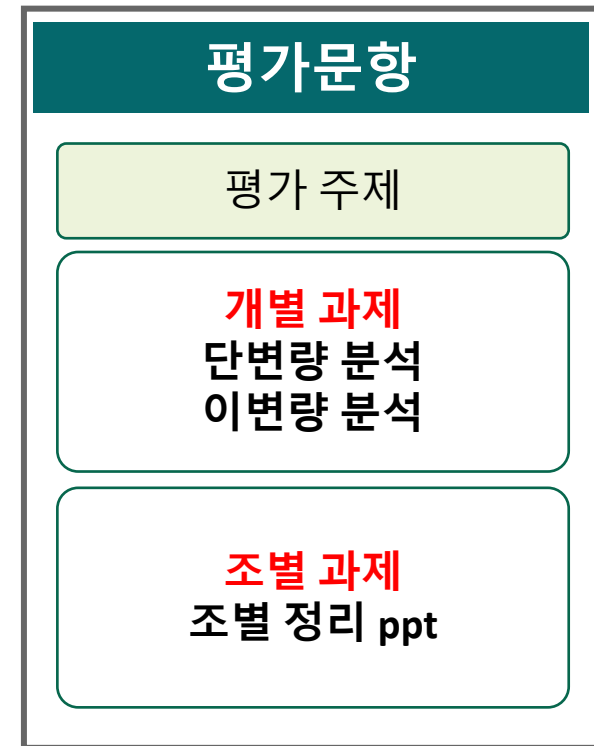 평가문항
평가 주제
개별 과제
단변량 분석
이변량 분석
조별 과제
조별 정리 ppt